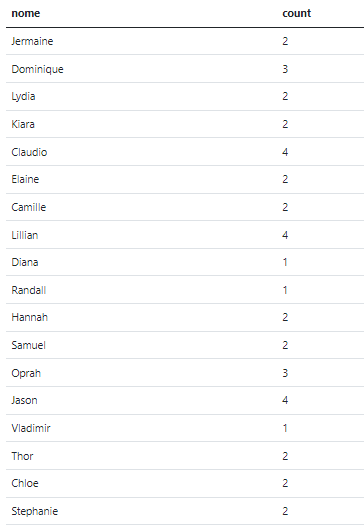 nome count
Jermaine 2
Dominique 3
Lydia 2
Kiara 2
Claudio 4
Elaine 2
Camille 2
Lillian 4
Diana 1
Randall 1
Hannah 2
Samuel 2
Oprah 3
Jason 4
Vladimir 1
Thor 2
Chloe 2
Stephanie 2